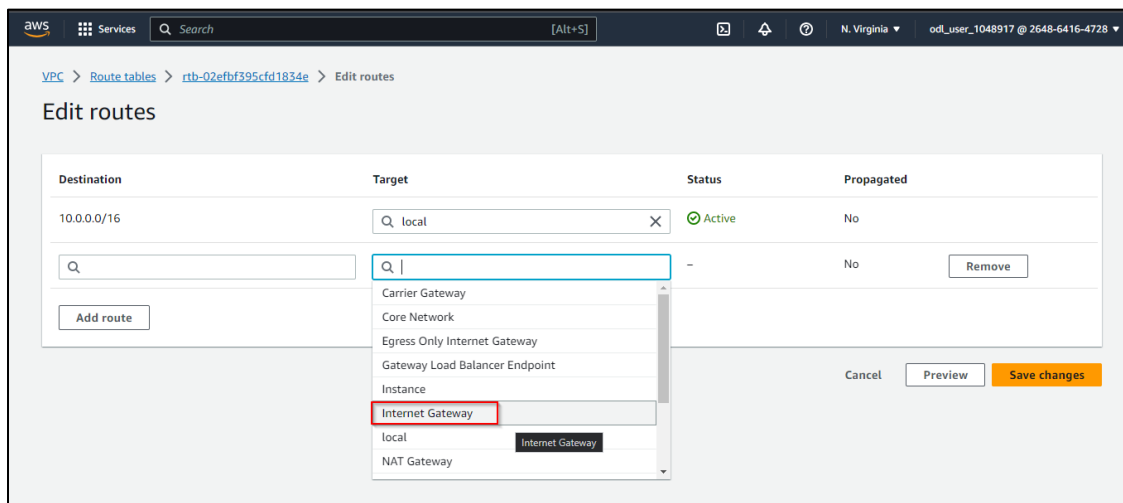 aws Services Search [Alt+S] N. Virginia ▼ odl_user_1048917 @ 2648-6416-4728 ▼
VPC > Route tables > rtb-02efbf395cfd1834e > Edit routes
Edit routes
Destination Target Status Propagated
10.0.0.0/16 local Active No
– No Remove
Carrier Gateway
Add route
Core Network
Egress Only Internet Gateway
Gateway Load Balancer Endpoint
Cancel Preview Save changes
Instance
Internet Gateway
local
Internet Gateway
NAT Gateway